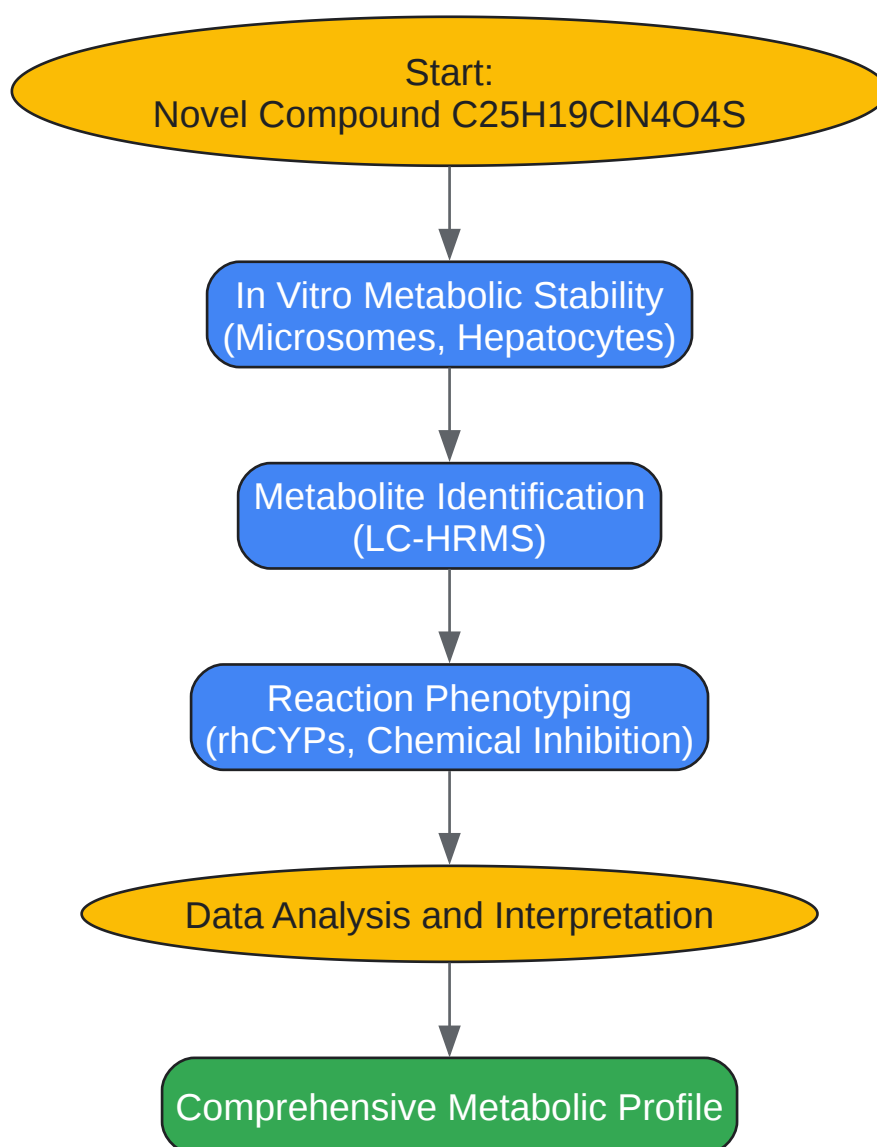 Start:
Novel Compound C25H19ClN4O4S
In Vitro Metabolic Stability
(Microsomes, Hepatocytes)
Metabolite Identification
(LC-HRMS)
Reaction Phenotyping
(rhCYPs, Chemical Inhibition)
Data Analysis and Interpretation
Comprehensive Metabolic Profile